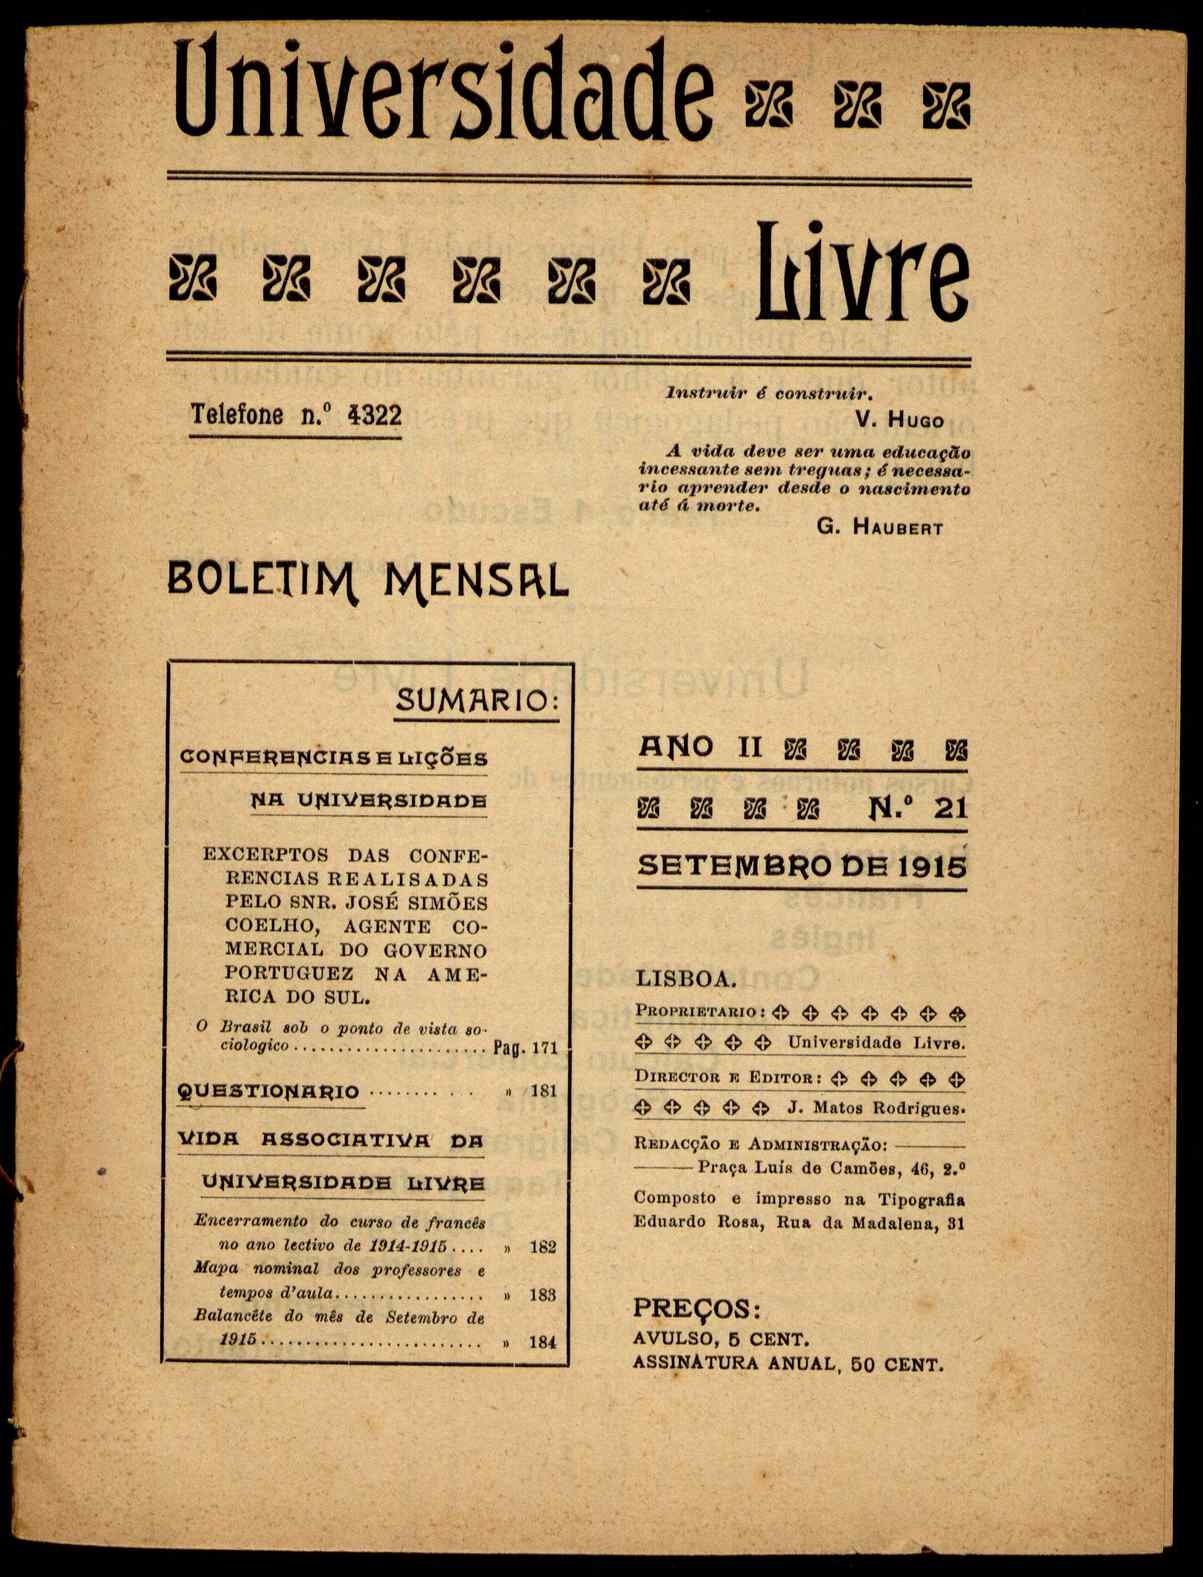 Universidade
Livre
Telefone n.º 4322
Instruir é construir.
V. HUGO
A vida deve ser uma educação
incessante sem treguas; é necessa-
rio aprender desde o nascimento
até á morte.
G. HAUBERT
BOLETIM MENSAL
SUMARIO:
CONFERENCIAS E LIÇÕES
NA UNIVERSIDADE
EXCERPTOS DAS CONFE-
RENCIAS REALISADAS
PELO SNR. JOSÉ SIMÕES
COELHO, AGENTE CO-
MERCIAL DO GOVERNO
PORTUGUEZ NA AME-
RICA DO SUL.
O Brasil sob o ponto de vista so-
ciologico ...................... Pag. 171
QUESTIONARIO .......... » 181
VIDA ASSOCIATIVA DA
UNIVERSIDADE LIVRE
Encerramento do curso de francês
no ano lectivo de 1914-1915 .... » 182
Mapa nominal dos professores e
tempos d'aula................. » 183
Balancête do mês de Setembro de
1915......................... » 184
ANO II
N.º 21
SETEMBRO DE 1915
LISBOA.
PROPRIETARIO:
Universidade Livre.
DIRECTOR E EDITOR:
J. Matos Rodrigues.
REDACÇÃO E ADMINISTRAÇÃO:
Praça Luís de Camões, 46, 2.º
Composto e impresso na Tipografia
Eduardo Rosa, Rua da Madalena, 31
PREÇOS:
AVULSO, 5 CENT.
ASSINATURA ANUAL, 50 CENT.